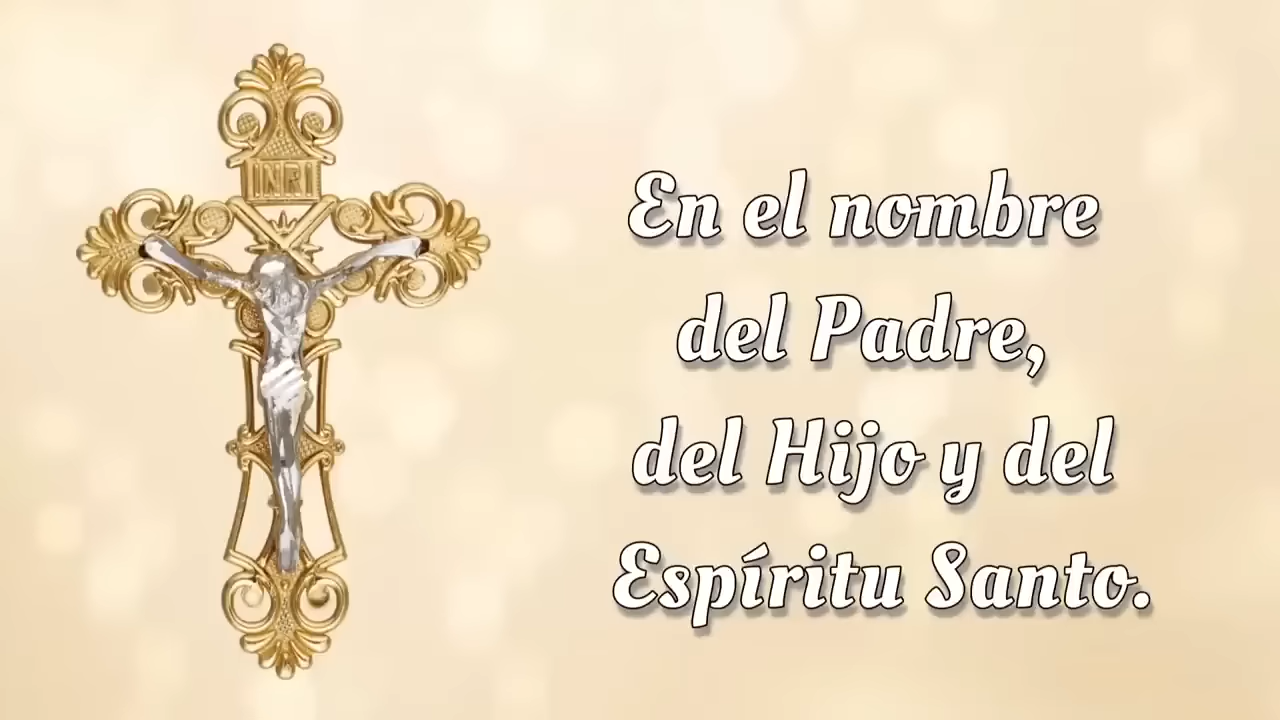 INRI
En el nombre
del Padre,
del Hijo y del
Espíritu Santo.